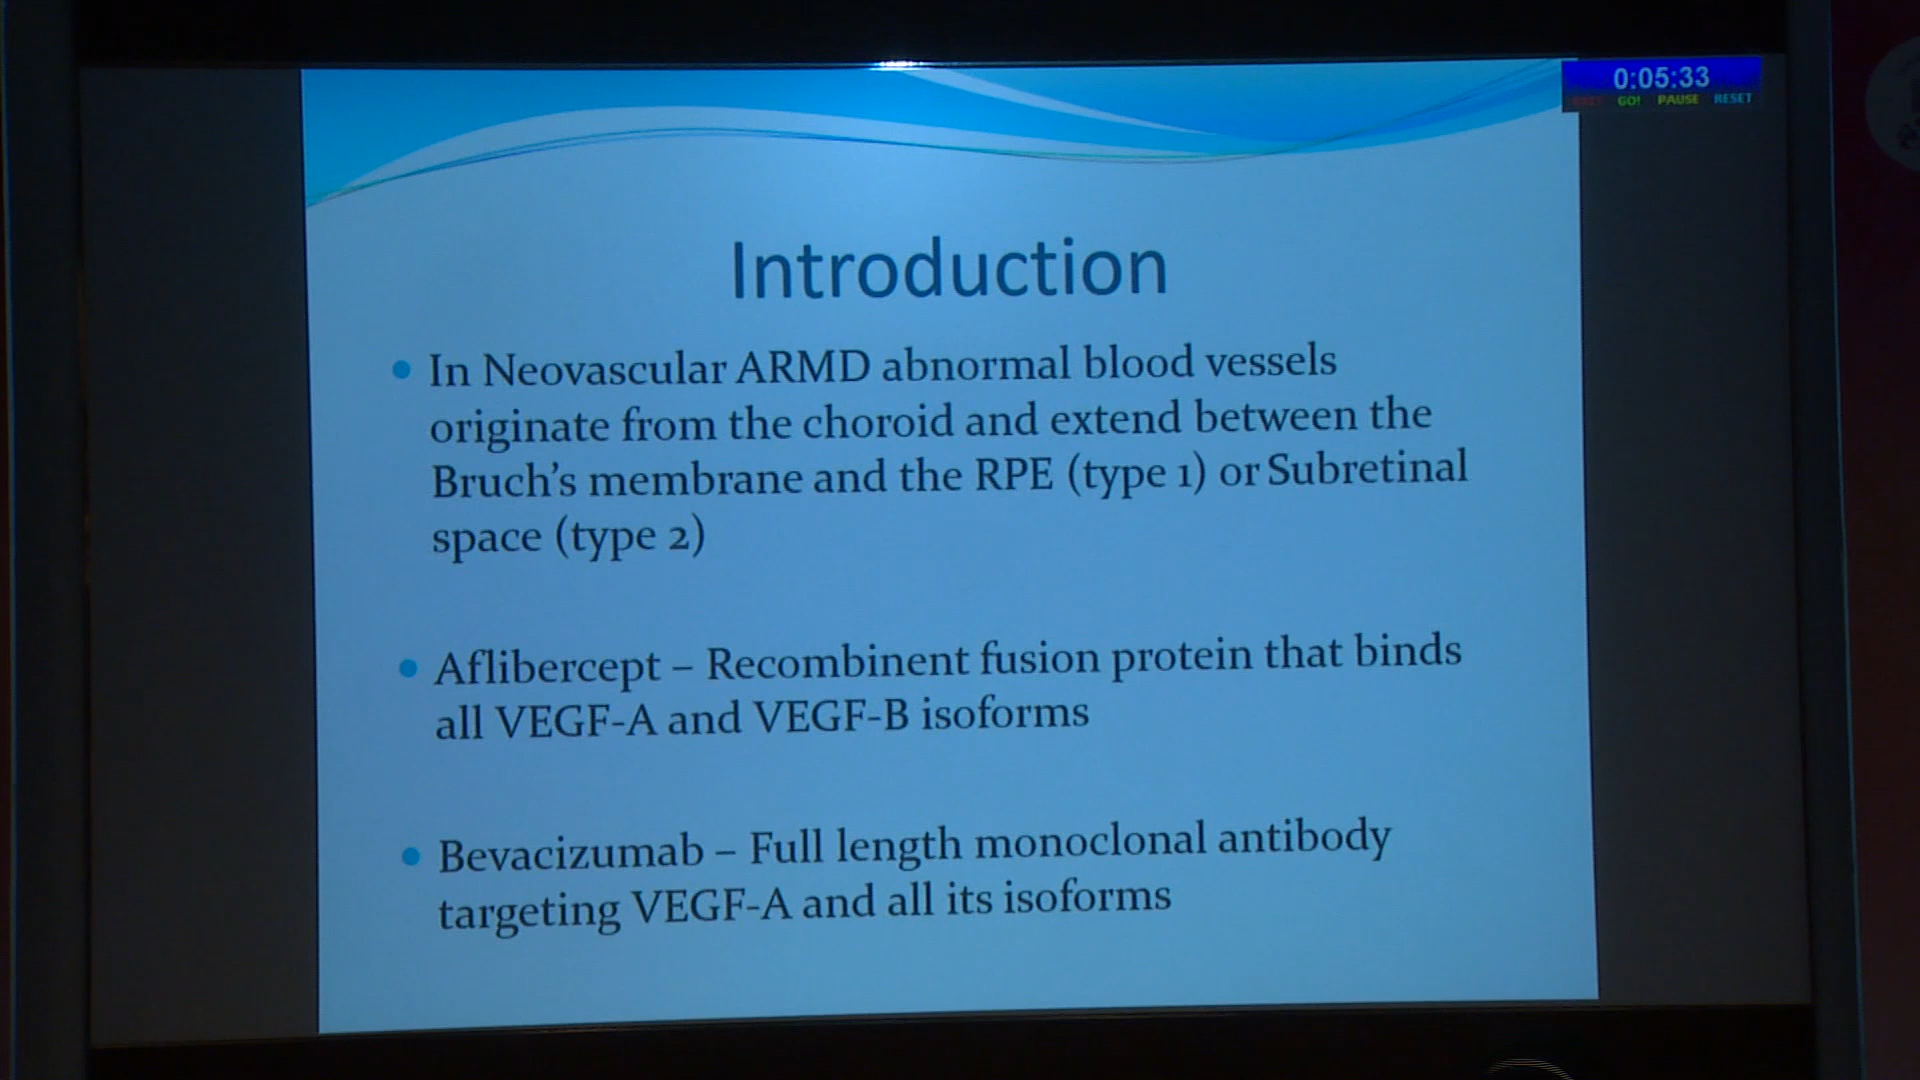 0:05:33
GO! PAUSE RESET
Introduction
• In Neovascular ARMD abnormal blood vessels
originate from the choroid and extend between the
Bruch's membrane and the RPE (type 1) or Subretinal
space (type 2)
• Aflibercept – Recombinent fusion protein that binds
all VEGF-A and VEGF-B isoforms
• Bevacizumab – Full length monoclonal antibody
targeting VEGF-A and all its isoforms